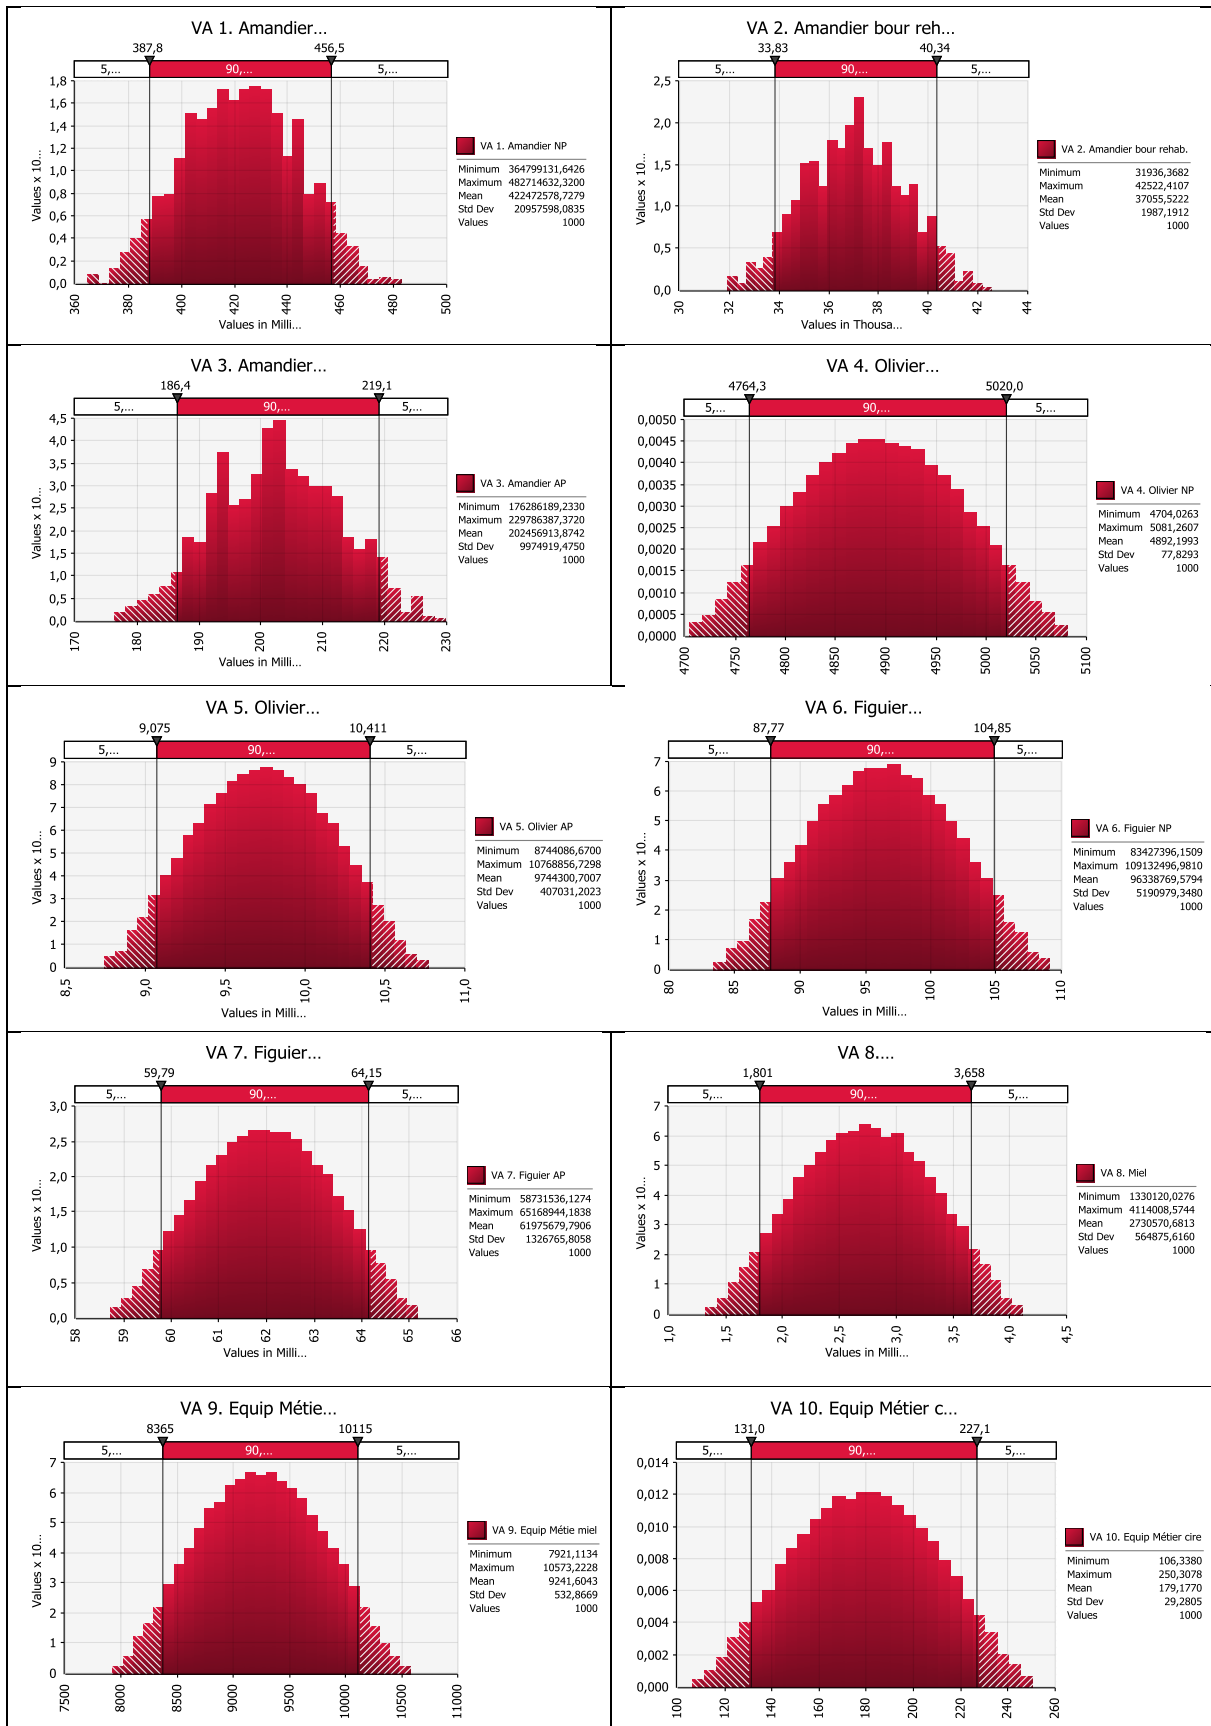 VA 1. Amandier...
387,8 456,5
5,... 90,... 5,...
1,8
1,6
1,4
1,2
1,0
0,8
0,6
0,4
0,2
0,0
Values x 10...
360 380 400 420 440 460 480 500
Values in Milli...
VA 1. Amandier NP
Minimum 364799131,6426
Maximum 482714632,3200
Mean 422472578,7279
Std Dev 20957598,0835
Values 1000
VA 2. Amandier bour reh...
33,83 40,34
5,... 90,... 5,...
2,5
2,0
1,5
1,0
0,5
0,0
Values x 10...
30 32 34 36 38 40 42 44
Values in Thousa...
VA 2. Amandier bour rehab.
Minimum 31936,3682
Maximum 42522,4107
Mean 37055,5222
Std Dev 1987,1912
Values 1000
VA 3. Amandier...
186,4 219,1
5,... 90,... 5,...
4,5
4,0
3,5
3,0
2,5
2,0
1,5
1,0
0,5
0,0
Values x 10...
170 180 190 200 210 220 230
Values in Milli...
VA 3. Amandier AP
Minimum 176286189,2330
Maximum 229786387,3720
Mean 202456913,8742
Std Dev 9974919,4750
Values 1000
VA 4. Olivier...
4764,3 5020,0
5,... 90,... 5,...
0,0050
0,0045
0,0040
0,0035
0,0030
0,0025
0,0020
0,0015
0,0010
0,0005
0,0000
4700 4750 4800 4850 4900 4950 5000 5050 5100
VA 4. Olivier NP
Minimum 4704,0263
Maximum 5081,2607
Mean 4892,1993
Std Dev 77,8293
Values 1000
VA 5. Olivier...
9,075 10,411
5,... 90,... 5,...
9
8
7
6
5
4
3
2
1
0
Values x 10...
8,5 9,0 9,5 10,0 10,5 11,0
Values in Milli...
VA 5. Olivier AP
Minimum 8744086,6700
Maximum 10768856,7298
Mean 9744300,7007
Std Dev 407031,2023
Values 1000
VA 6. Figuier...
87,77 104,85
5,... 90,... 5,...
7
6
5
4
3
2
1
0
Values x 10...
80 85 90 95 100 105 110
Values in Milli...
VA 6. Figuier NP
Minimum 83427396,1509
Maximum 109132496,9810
Mean 96338769,5794
Std Dev 5190979,3480
Values 1000
VA 7. Figuier...
59,79 64,15
5,... 90,... 5,...
3,0
2,5
2,0
1,5
1,0
0,5
0,0
Values x 10...
58 59 60 61 62 63 64 65 66
Values in Milli...
VA 7. Figuier AP
Minimum 58731536,1274
Maximum 65168944,1838
Mean 61975679,7906
Std Dev 1326765,8058
Values 1000
VA 8....
1,801 3,658
5,... 90,... 5,...
7
6
5
4
3
2
1
0
Values x 10...
1,0 1,5 2,0 2,5 3,0 3,5 4,0 4,5
Values in Milli...
VA 8. Miel
Minimum 1330120,0276
Maximum 4114008,5744
Mean 2730570,6813
Std Dev 564875,6160
Values 1000
VA 9. Equip Métie...
8365 10115
5,... 90,... 5,...
7
6
5
4
3
2
1
0
Values x 10...
7500 8000 8500 9000 9500 10000 10500 11000
VA 9. Equip Métie miel
Minimum 7921,1134
Maximum 10573,2228
Mean 9241,6043
Std Dev 532,8669
Values 1000
VA 10. Equip Métier c...
131,0 227,1
5,... 90,... 5,...
0,014
0,012
0,010
0,008
0,006
0,004
0,002
0,000
100 120 140 160 180 200 220 240 260
VA 10. Equip Métier cire
Minimum 106,3380
Maximum 250,3078
Mean 179,1770
Std Dev 29,2805
Values 1000